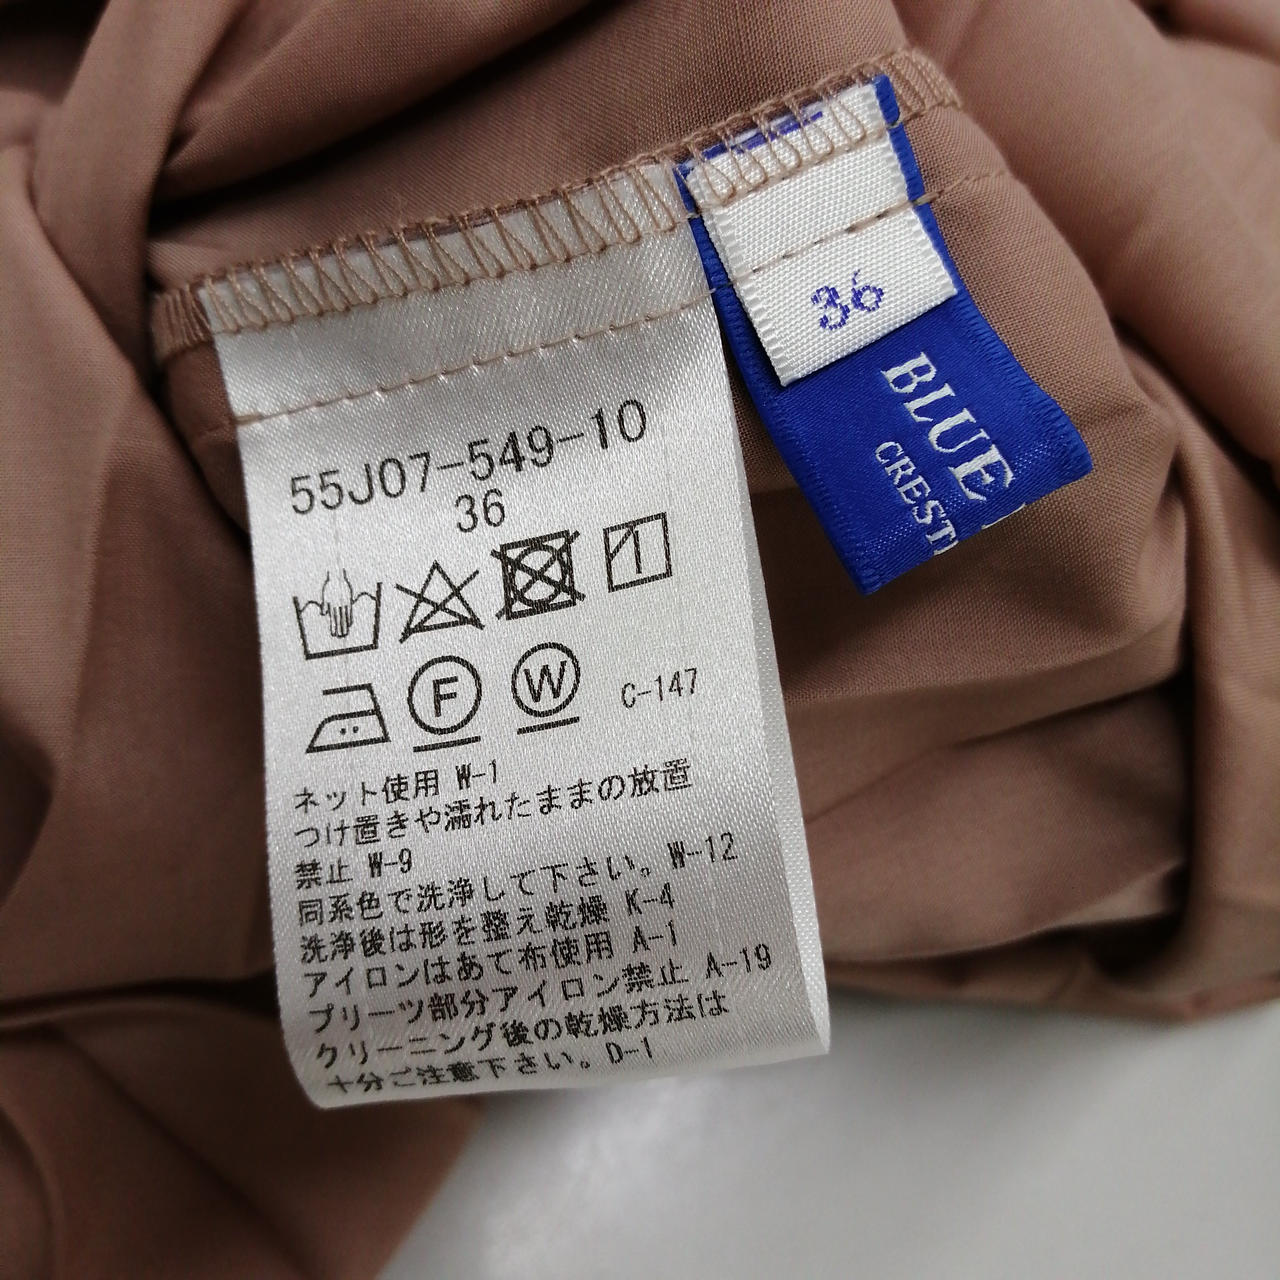 36
BLUE
CREST
55J07-549-10
36
F
W
C-147
ネット使用 W-1
つけ置きや濡れたままの放置
禁止 W-9
同系色で洗浄して下さい。W-12
洗浄後は形を整え乾燥 K-4
アイロンはあて布使用 A-1
プリーツ部分アイロン禁止 A-19
クリーニング後の乾燥方法は
十分ご注意下さい。D-1